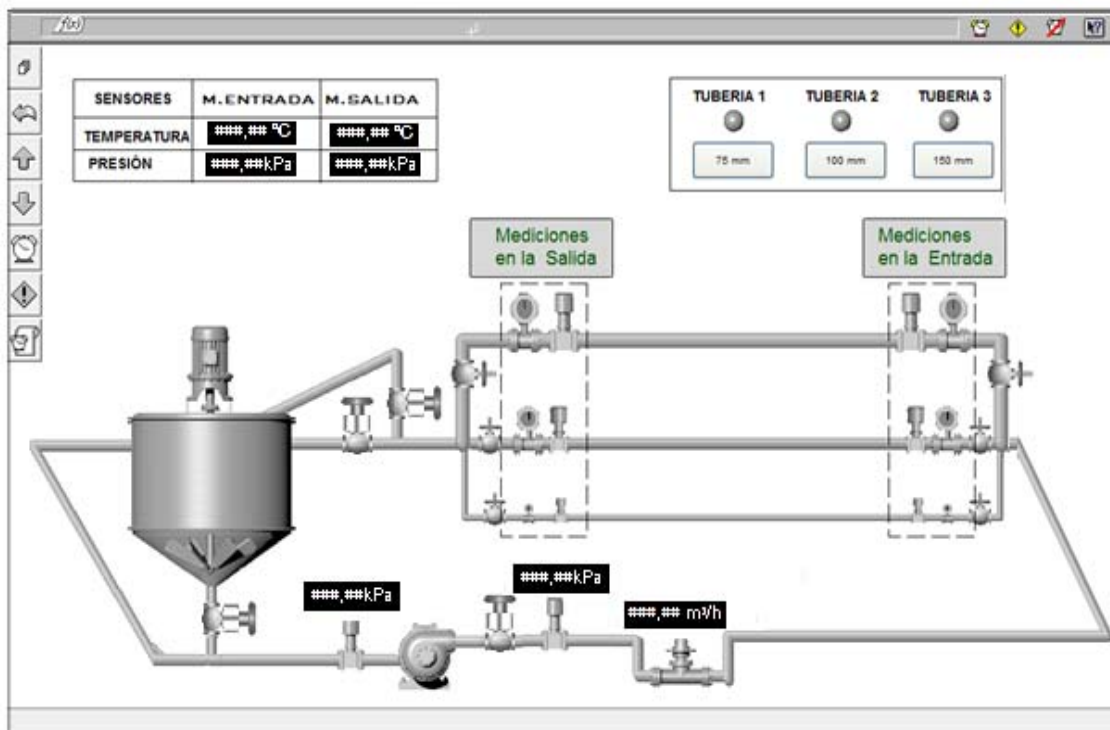 f(x)
SENSORES M.ENTRADA M.SALIDA
TEMPERATURA ###,## ºC ###,## ºC
PRESIÓN ###,##kPa ###,##kPa
TUBERIA 1 TUBERIA 2 TUBERIA 3
75 mm 100 mm 150 mm
Mediciones
en la Salida
Mediciones
en la Entrada
###,##kPa
###,##kPa
###,## m³/h